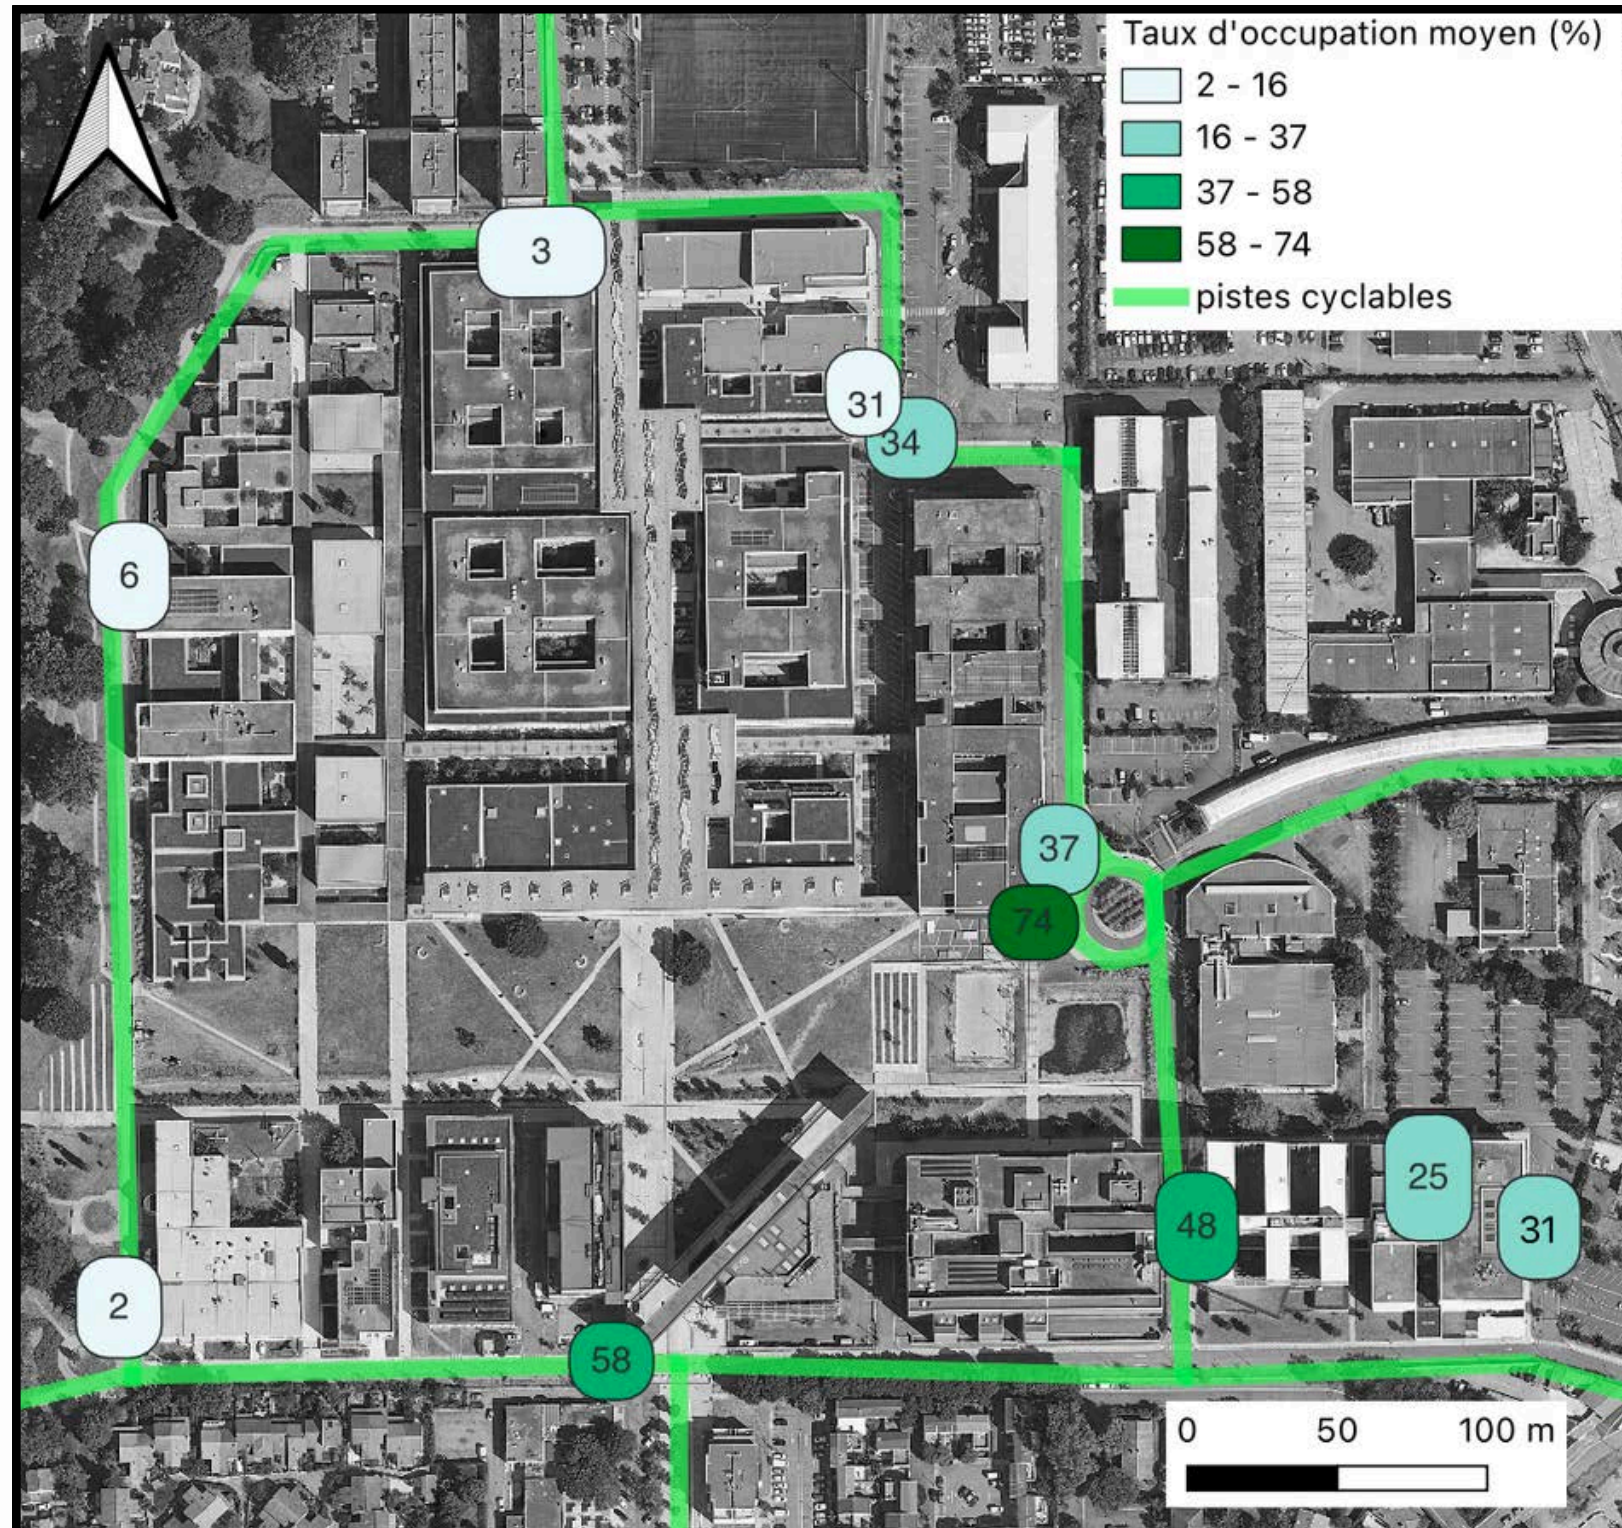 Taux d'occupation moyen (%)
2 - 16
16 - 37
37 - 58
58 - 74
pistes cyclables
3
31
34
6
37
74
25
48
31
2
58
0 50 100 m